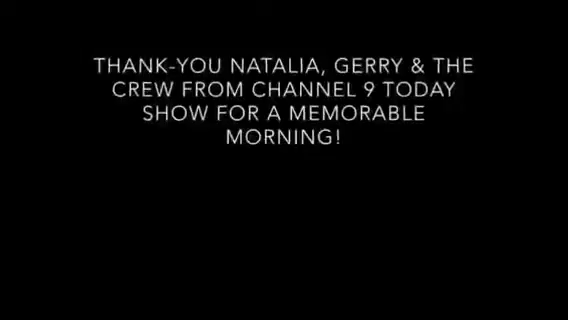 THANK-YOU NATALIA, GERRY & THE
CREW FROM CHANNEL 9 TODAY
SHOW FOR A MEMORABLE
MORNING!